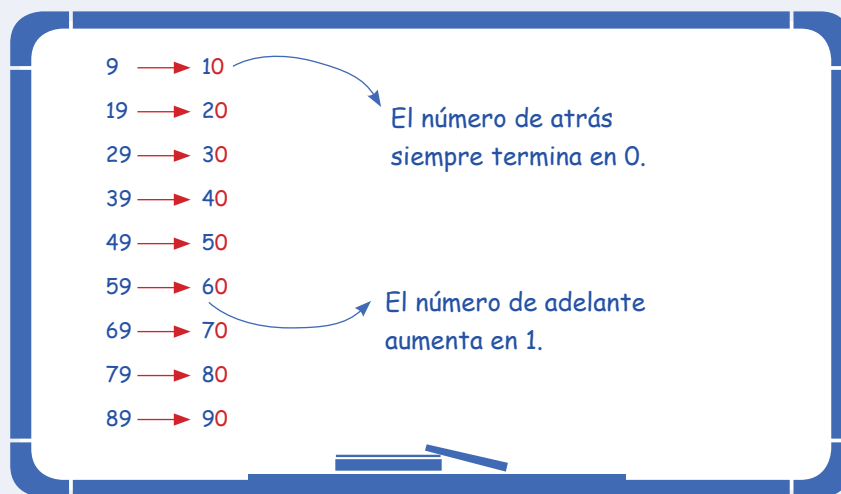 9 → 10
19 → 20
29 → 30
39 → 40
49 → 50
59 → 60
69 → 70
79 → 80
89 → 90
El número de atrás
siempre termina en 0.
El número de adelante
aumenta en 1.